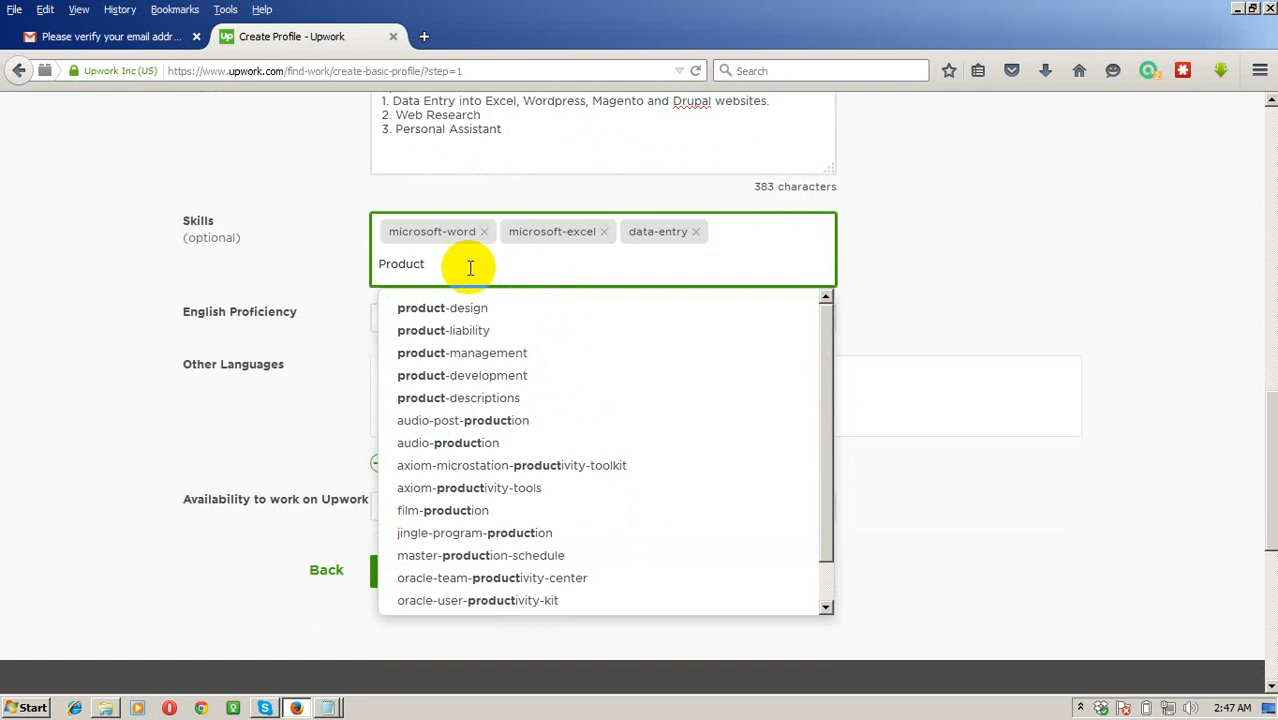 File Edit View History Bookmarks Tools Help
Please verify your email addr... Create Profile - Upwork
Upwork Inc (US) https://www.upwork.com/find-work/create-basic-profile/?step=1 Search
1. Data Entry into Excel, Wordpress, Magento and Drupal websites.
2. Web Research
3. Personal Assistant
383 characters
Skills
(optional)
microsoft-word microsoft-excel data-entry
Product
product-design
product-liability
product-management
product-development
product-descriptions
audio-post-production
audio-production
axiom-microstation-productivity-toolkit
axiom-productivity-tools
film-production
jingle-program-production
master-production-schedule
oracle-team-productivity-center
oracle-user-productivity-kit
English Proficiency
Other Languages
Availability to work on Upwork
Back
Start 2:47 AM